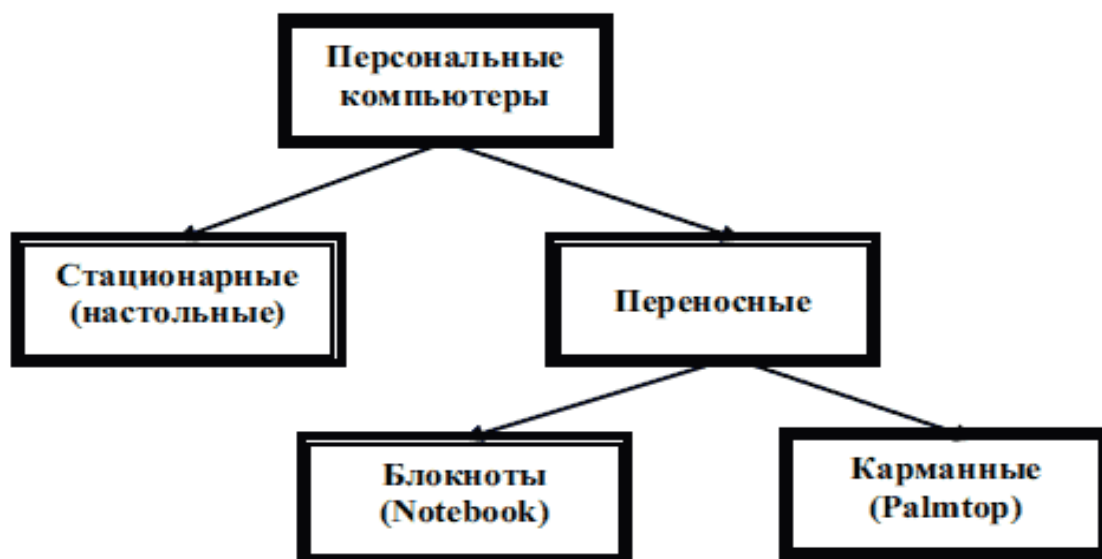 Персональные
компьютеры
Стационарные
(настольные)
Переносные
Блокноты
(Notebook)
Карманные
(Palmtop)